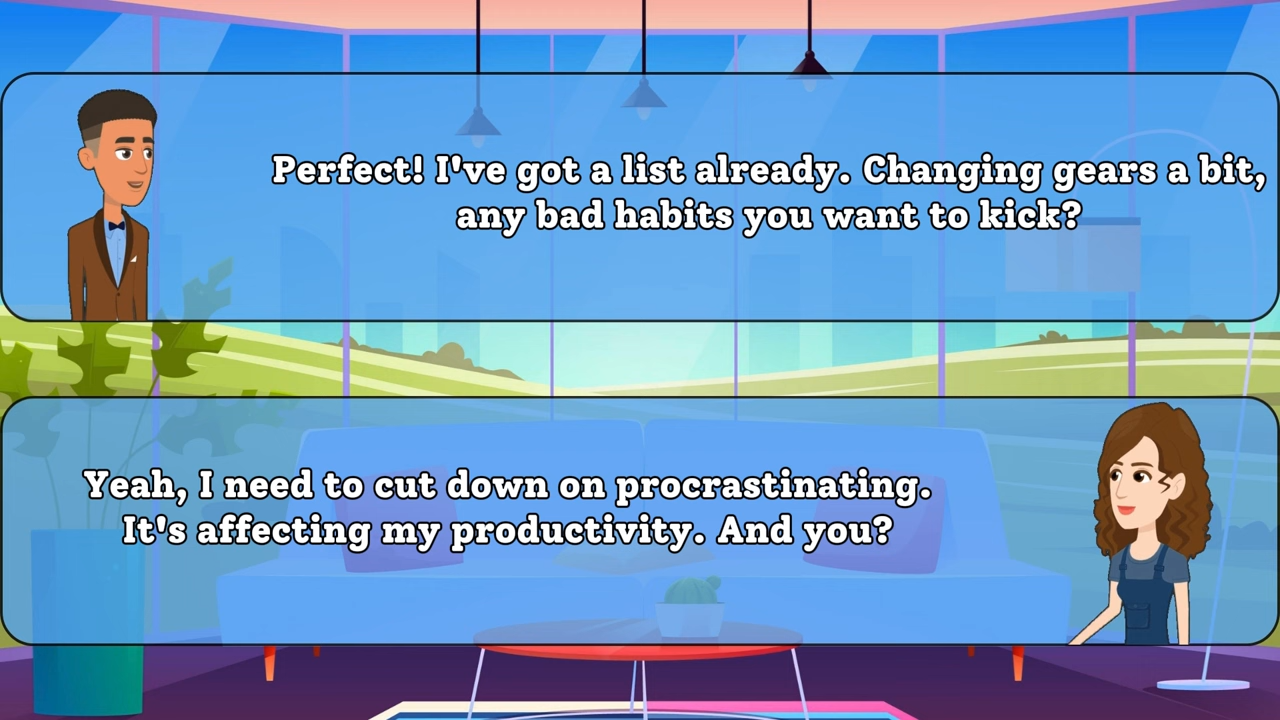 Perfect! I've got a list already. Changing gears a bit,
any bad habits you want to kick?
Yeah, I need to cut down on procrastinating.
It's affecting my productivity. And you?